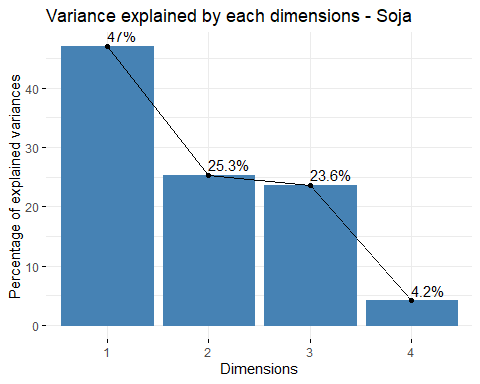 Variance explained by each dimensions - Soja
Percentage of explained variances
47%
25.3%
23.6%
4.2%
40
30
20
10
0
1 2 3 4
Dimensions